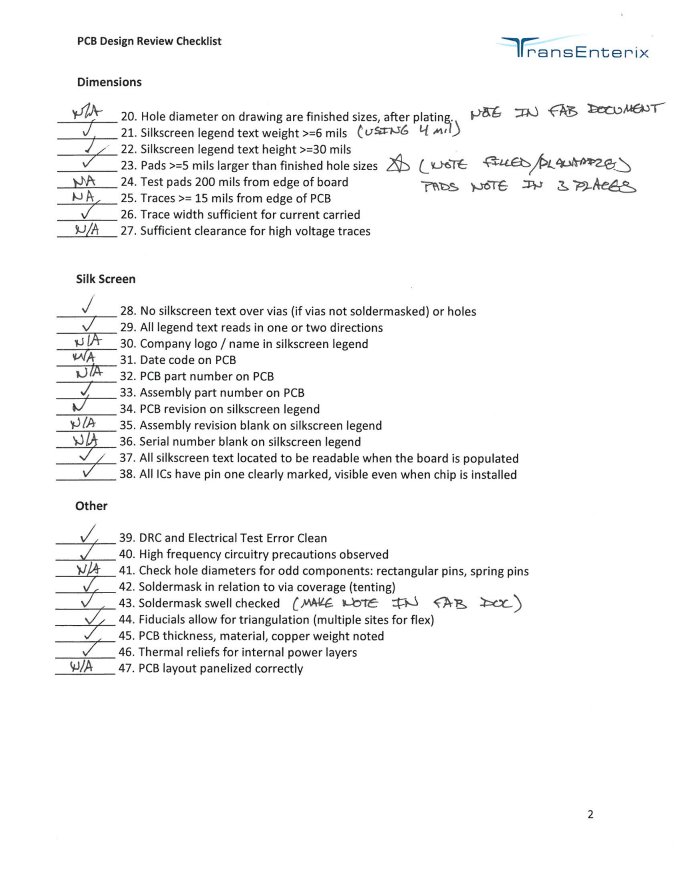 PCB Design Review Checklist
TransEnterix
Dimensions
N/A 20. Hole diameter on drawing are finished sizes, after plating. NOTE IN FAB DOCUMENT
✓ 21. Silkscreen legend text weight >=6 mils (USING 4 mil)
✓ 22. Silkscreen legend text height >=30 mils
✓ 23. Pads >=5 mils larger than finished hole sizes (NOTE FILLED/PLANARIZED)
NA 24. Test pads 200 mil from edge of board PADS NOTE IN 3 PLACES
NA 25. Traces >= 15 mils from edge of PCB
✓ 26. Trace width sufficient for current carried
N/A 27. Sufficient clearance for high voltage traces
Silk Screen
✓ 28. No silkscreen text over vias (if vias not soldermasked) or holes
✓ 29. All legend text reads in one or two directions
N/A 30. Company logo / name in silkscreen legend
N/A 31. Date code on PCB
N/A 32. PCB part number on PCB
✓ 33. Assembly part number on PCB
✓ 34. PCB revision on silkscreen legend
N/A 35. Assembly revision blank on silkscreen legend
N/A 36. Serial number blank on silkscreen legend
✓ 37. All silkscreen text located to be readable when the board is populated
✓ 38. All ICs have pin one clearly marked, visible even when chip is installed
Other
✓ 39. DRC and Electrical Test Error Clean
✓ 40. High frequency circuitry precautions observed
N/A 41. Check hole diameters for odd components: rectangular pins, spring pins
✓ 42. Soldermask in relation to via coverage (tenting)
✓ 43. Soldermask swell checked (MAKE NOTE IN FAB DOC)
✓ 44. Fiducials allow for triangulation (multiple sites for flex)
✓ 45. PCB thickness, material, copper weight noted
✓ 46. Thermal reliefs for internal power layers
N/A 47. PCB layout panelized correctly
2